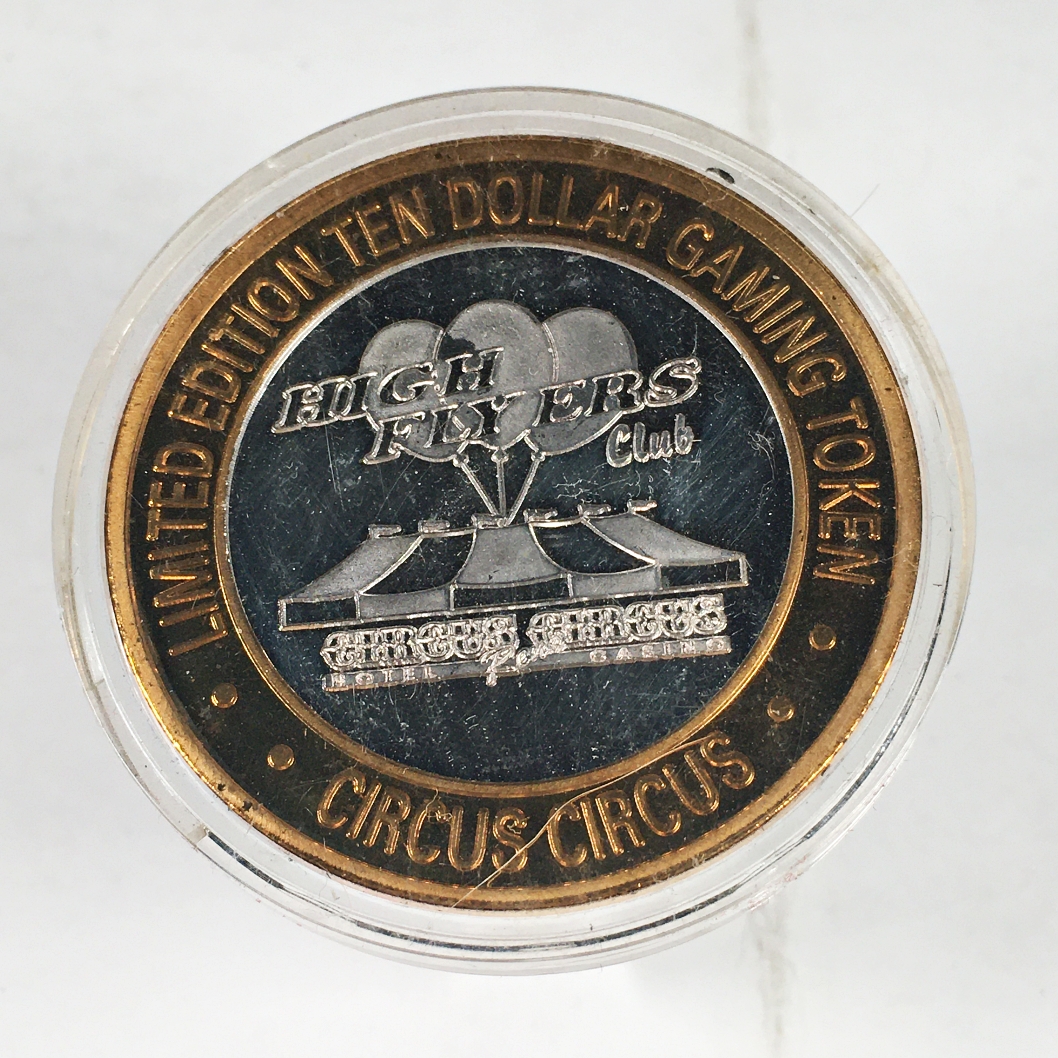 LIMITED EDITION TEN DOLLAR GAMING TOKEN
HIGH
FLYERS
Club
CIRCUS CIRCUS
HOTEL Reno CASINO
CIRCUS CIRCUS